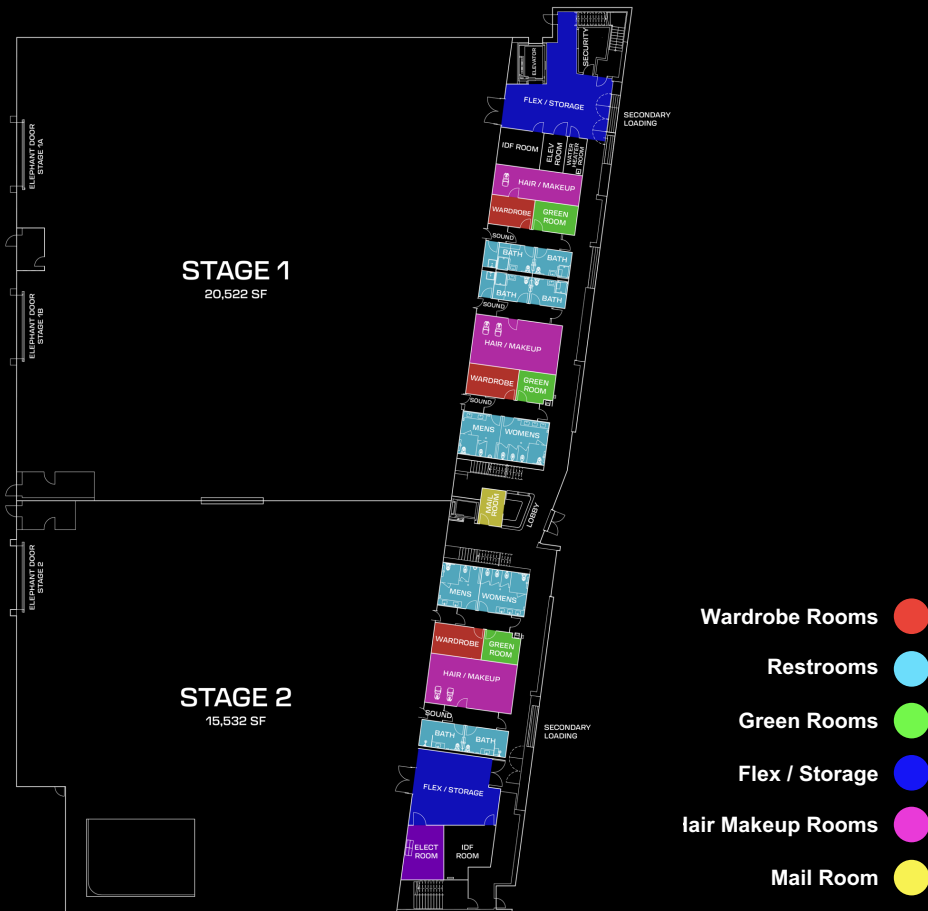 ELEVATOR
SECURITY
FLEX / STORAGE
SECONDARY
LOADING
ELEPHANT DOOR
STAGE 1A
IDF ROOM
ELEV
ROOM
WATER
HEATER
ROOM
HAIR / MAKEUP
WARDROBE
GREEN
ROOM
SOUND
BATH
BATH
STAGE 1
20,522 SF
BATH
BATH
SOUND
ELEPHANT DOOR
STAGE 1B
HAIR / MAKEUP
WARDROBE
GREEN
ROOM
SOUND
MENS
WOMENS
MAIL
ROOM
LOBBY
ELEPHANT DOOR
STAGE 2
MENS
WOMENS
WARDROBE
GREEN
ROOM
HAIR / MAKEUP
STAGE 2
15,532 SF
SOUND
BATH
BATH
SECONDARY
LOADING
FLEX / STORAGE
ELECT
ROOM
IDF
ROOM
Wardrobe Rooms
Restrooms
Green Rooms
Flex / Storage
Hair Makeup Rooms
Mail Room